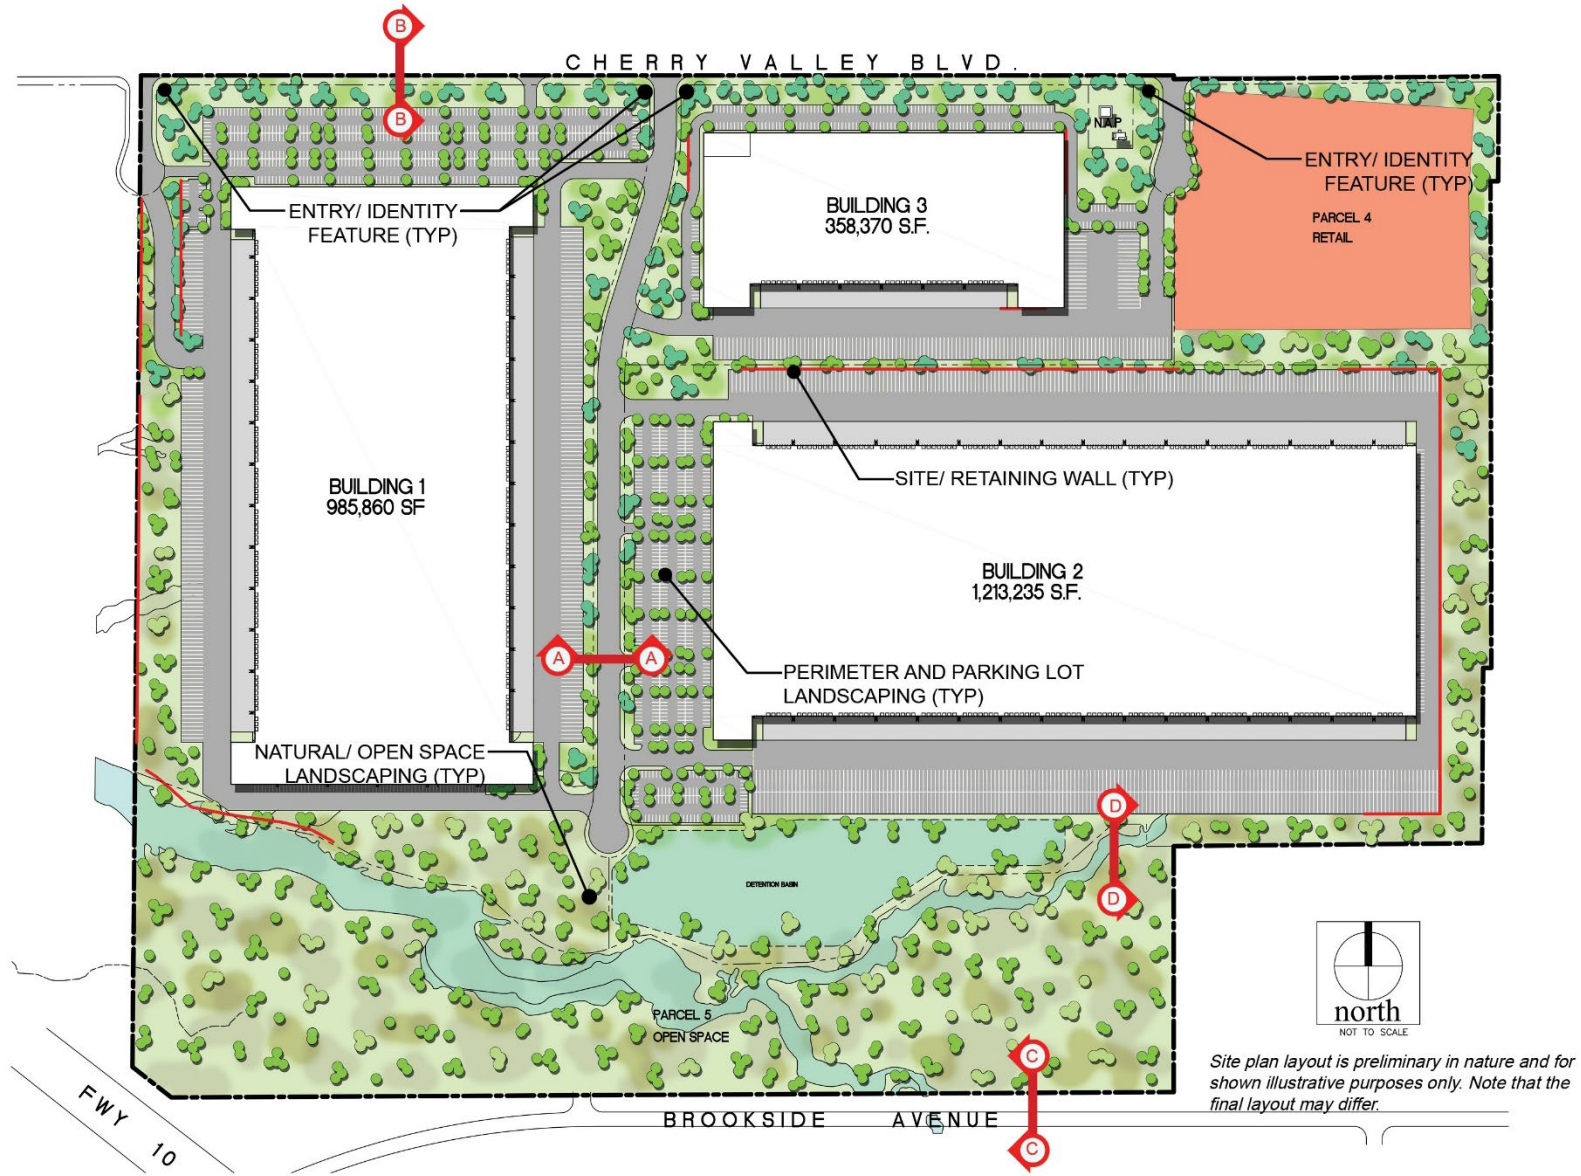 B
CHERRY VALLEY BLVD.
B
NAP
ENTRY/ IDENTITY
FEATURE (TYP)
ENTRY/ IDENTITY
FEATURE (TYP)
BUILDING 3
358,370 S.F.
PARCEL 4
RETAIL
SITE/ RETAINING WALL (TYP)
BUILDING 1
985,860 SF
BUILDING 2
1,213,235 S.F.
A
A
PERIMETER AND PARKING LOT
LANDSCAPING (TYP)
NATURAL/ OPEN SPACE
LANDSCAPING (TYP)
D
DETENTION BASIN
D
north
NOT TO SCALE
PARCEL 5
OPEN SPACE
C
Site plan layout is preliminary in nature and for
shown illustrative purposes only. Note that the
final layout may differ.
FWY 10
BROOKSIDE AVENUE
C